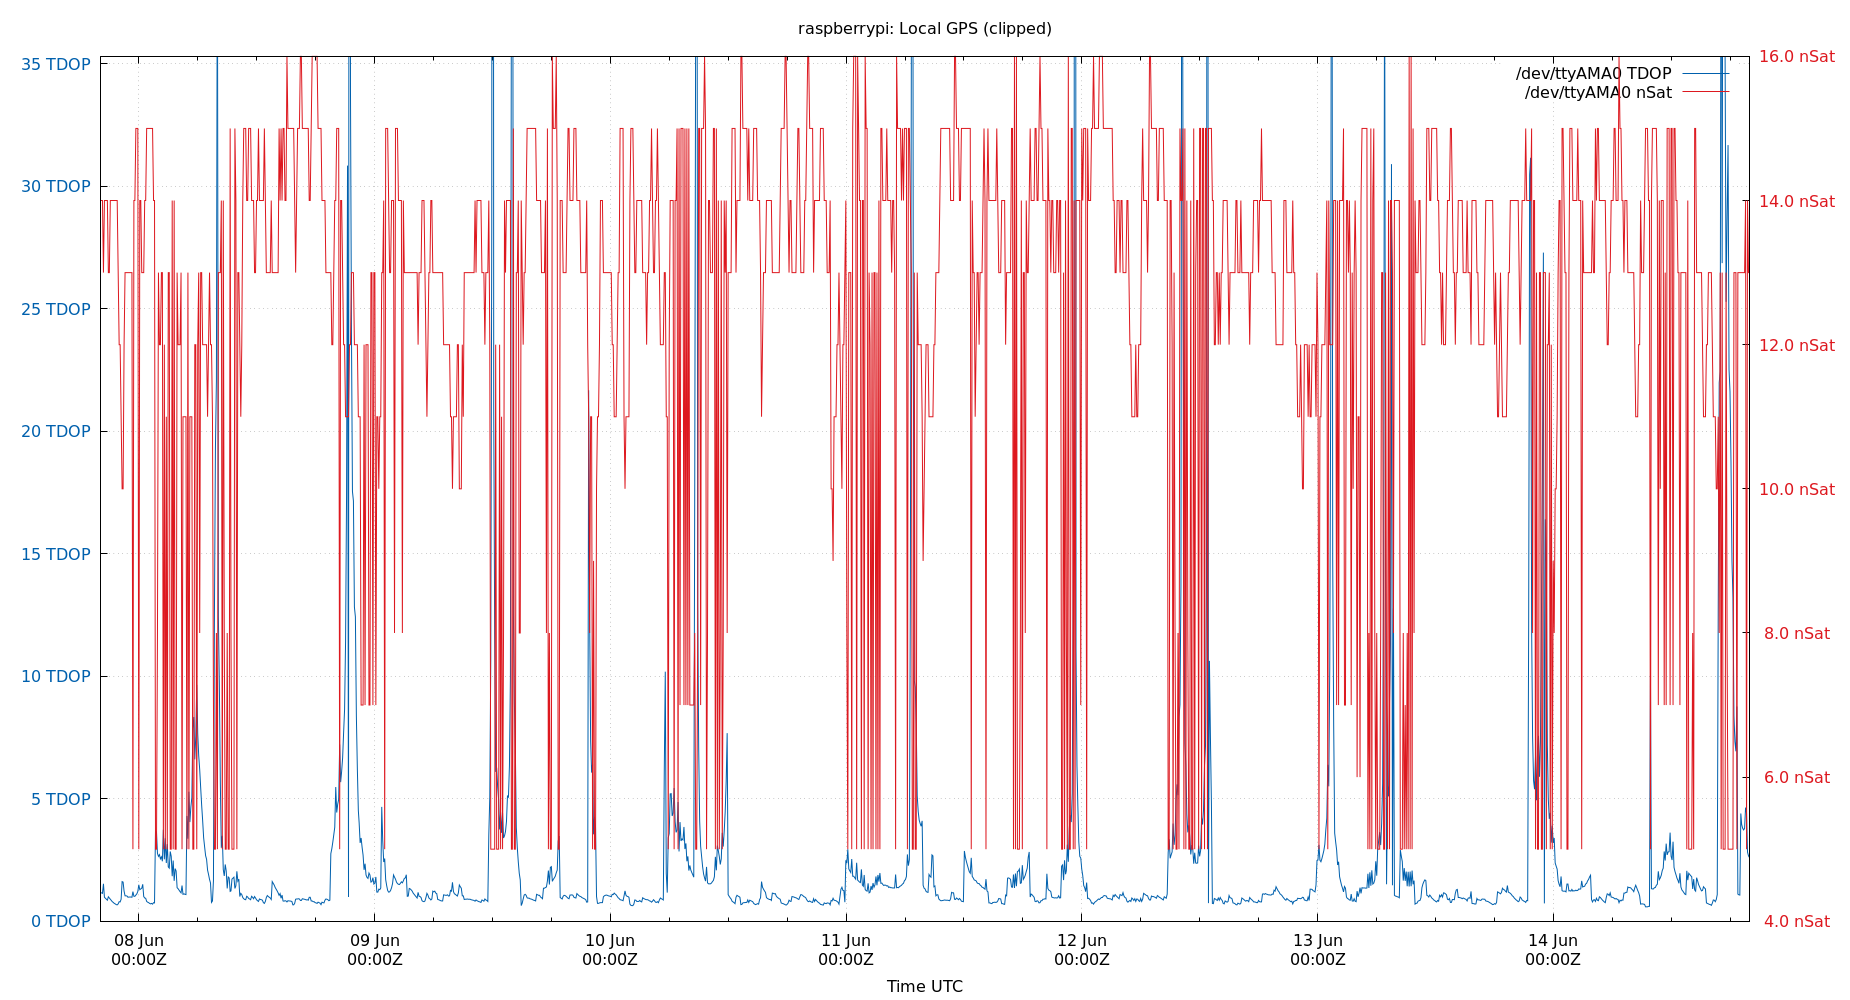 raspberrypi: Local GPS (clipped)
35 TDOP
30 TDOP
25 TDOP
20 TDOP
15 TDOP
10 TDOP
5 TDOP
0 TDOP
16.0 nSat
14.0 nSat
12.0 nSat
10.0 nSat
8.0 nSat
6.0 nSat
4.0 nSat
/dev/ttyAMA0 TDOP
/dev/ttyAMA0 nSat
08 Jun
00:00Z
09 Jun
00:00Z
10 Jun
00:00Z
11 Jun
00:00Z
12 Jun
00:00Z
13 Jun
00:00Z
14 Jun
00:00Z
Time UTC